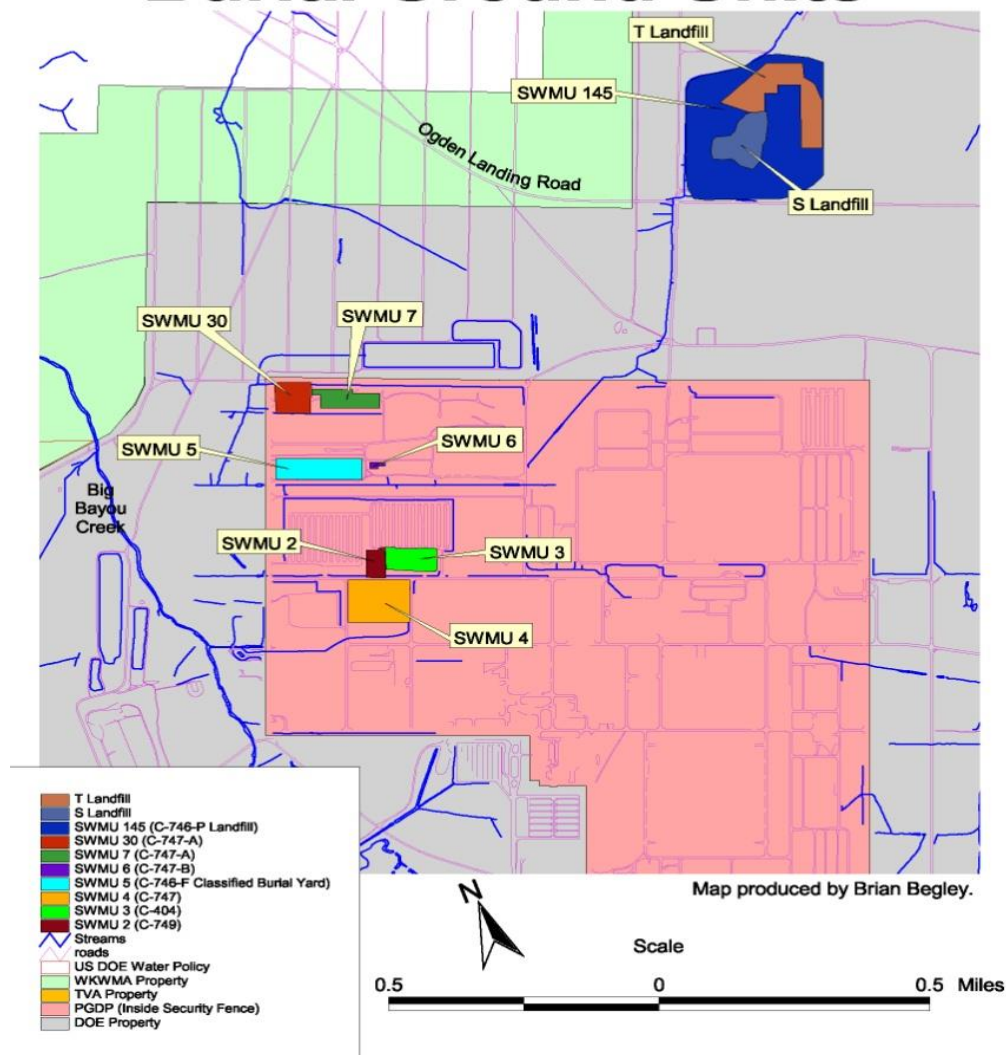 Burial Ground Units
T Landfill
SWMU 145
Ogden Landing Road
S Landfill
SWMU 30
SWMU 7
SWMU 6
SWMU 5
Big
Bayou
Creek
SWMU 2
SWMU 3
SWMU 4
T Landfill
S Landfill
SWMU 145 (C-746-P Landfill)
SWMU 30 (C-747-A)
SWMU 7 (C-747-A)
SWMU 6 (C-747-B)
SWMU 5 (C-746-F Classified Burial Yard)
SWMU 4 (C-747)
SWMU 3 (C-404)
SWMU 2 (C-749)
Streams
roads
US DOE Water Policy
WKWMA Property
TVA Property
PGDP (Inside Security Fence)
DOE Property
Map produced by Brian Begley.
N
Scale
0.5 0 0.5 Miles